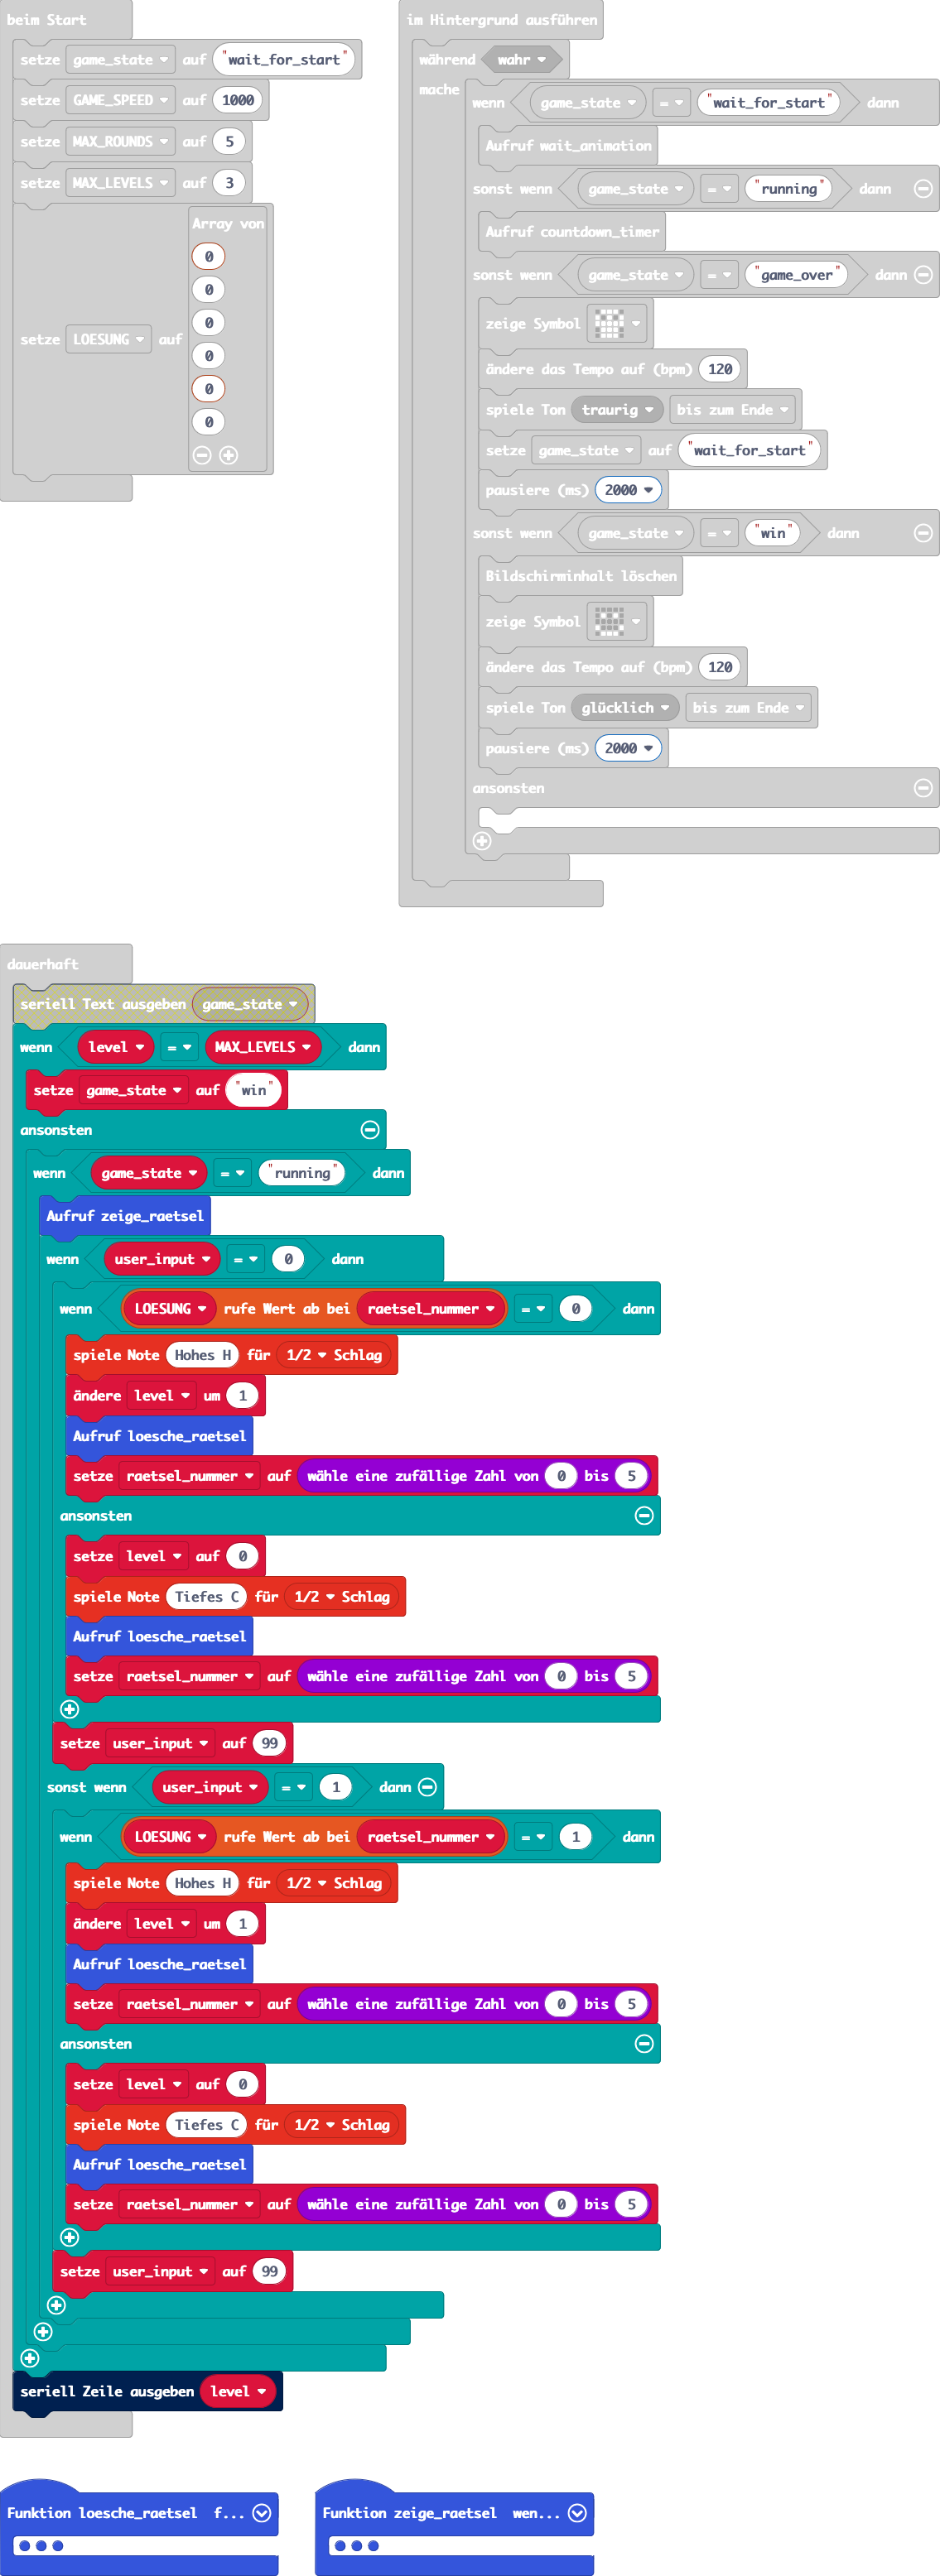 beim Start
setze game_state auf "wait_for_start"
setze GAME_SPEED auf 1000
setze MAX_ROUNDS auf 5
setze MAX_LEVELS auf 3
Array von
0
0
0
setze LOESUNG auf
0
0
0
im Hintergrund ausführen
während wahr
mache
wenn game_state = "wait_for_start" dann
Aufruf wait_animation
sonst wenn game_state = "running" dann
Aufruf countdown_timer
sonst wenn game_state = "game_over" dann
zeige Symbol
ändere das Tempo auf (bpm) 120
spiele Ton traurig bis zum Ende
setze game_state auf "wait_for_start"
pausiere (ms) 2000
sonst wenn game_state = "win" dann
Bildschirminhalt löschen
zeige Symbol
ändere das Tempo auf (bpm) 120
spiele Ton glücklich bis zum Ende
pausiere (ms) 2000
ansonsten
dauerhaft
seriell Text ausgeben game_state
wenn level = MAX_LEVELS dann
setze game_state auf "win"
ansonsten
wenn game_state = "running" dann
Aufruf zeige_raetsel
wenn user_input = 0 dann
wenn LOESUNG rufe Wert ab bei raetsel_nummer = 0 dann
spiele Note Hohes H für 1/2 Schlag
ändere level um 1
Aufruf loesche_raetsel
setze raetsel_nummer auf wähle eine zufällige Zahl von 0 bis 5
ansonsten
setze level auf 0
spiele Note Tiefes C für 1/2 Schlag
Aufruf loesche_raetsel
setze raetsel_nummer auf wähle eine zufällige Zahl von 0 bis 5
setze user_input auf 99
sonst wenn user_input = 1 dann
wenn LOESUNG rufe Wert ab bei raetsel_nummer = 1 dann
spiele Note Hohes H für 1/2 Schlag
ändere level um 1
Aufruf loesche_raetsel
setze raetsel_nummer auf wähle eine zufällige Zahl von 0 bis 5
ansonsten
setze level auf 0
spiele Note Tiefes C für 1/2 Schlag
Aufruf loesche_raetsel
setze raetsel_nummer auf wähle eine zufällige Zahl von 0 bis 5
setze user_input auf 99
seriell Zeile ausgeben level
Funktion loesche_raetsel f...
Funktion zeige_raetsel wen...